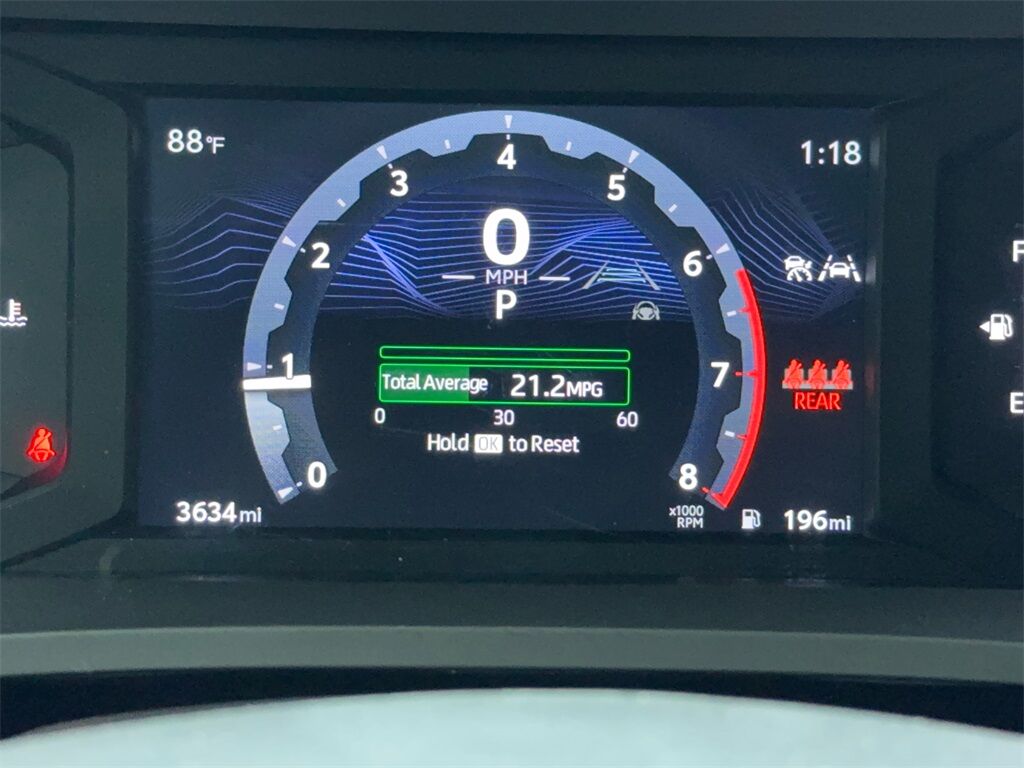 88°F
1:18
4
3
5
2
6
0
MPH
P
1
7
Total Average 21.2MPG
0 30 60
Hold OK to Reset
REAR
0
8
x1000
RPM
3634mi
196mi
F
E